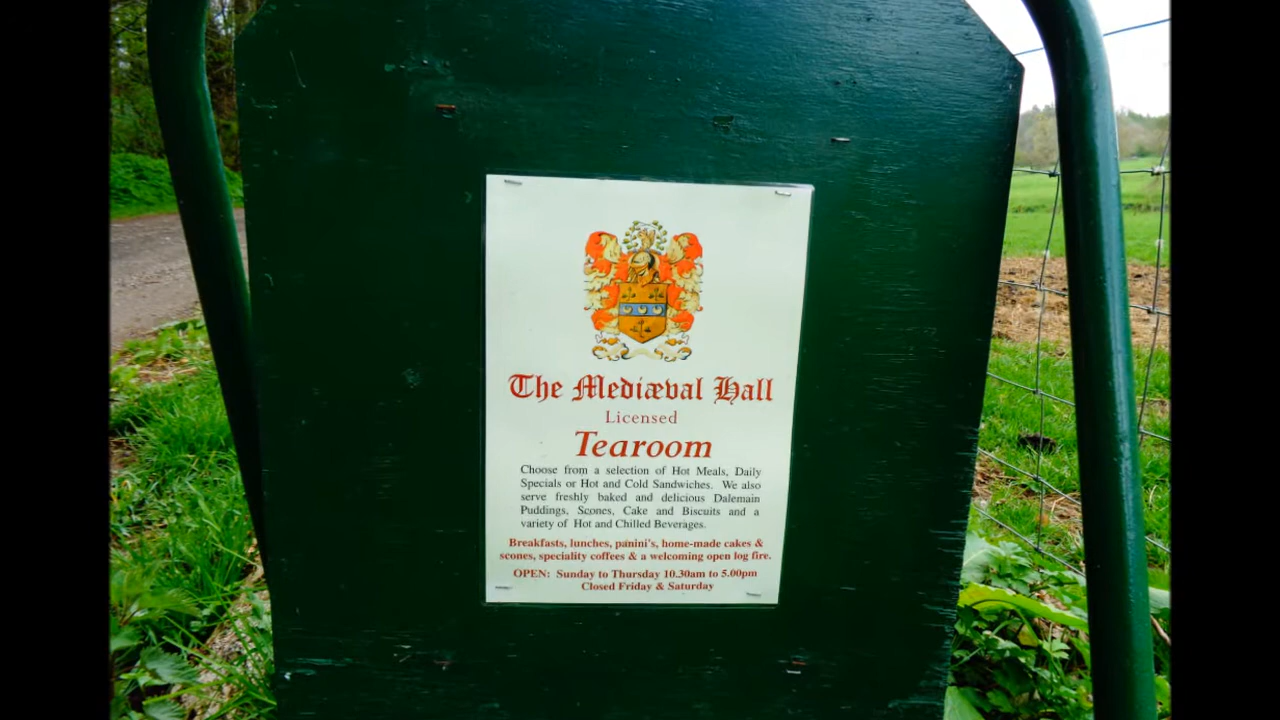 The Mediæval Hall
Licensed
Tearoom
Choose from a selection of Hot Meals, Daily
Specials or Hot and Cold Sandwiches. We also
serve freshly baked and delicious Dalemain
Puddings, Scones, Cake and Biscuits and a
variety of Hot and Chilled Beverages.
Breakfasts, lunches, panini's, home-made cakes &
scones, speciality coffees & a welcoming open log fire.
OPEN: Sunday to Thursday 10.30am to 5.00pm
Closed Friday & Saturday